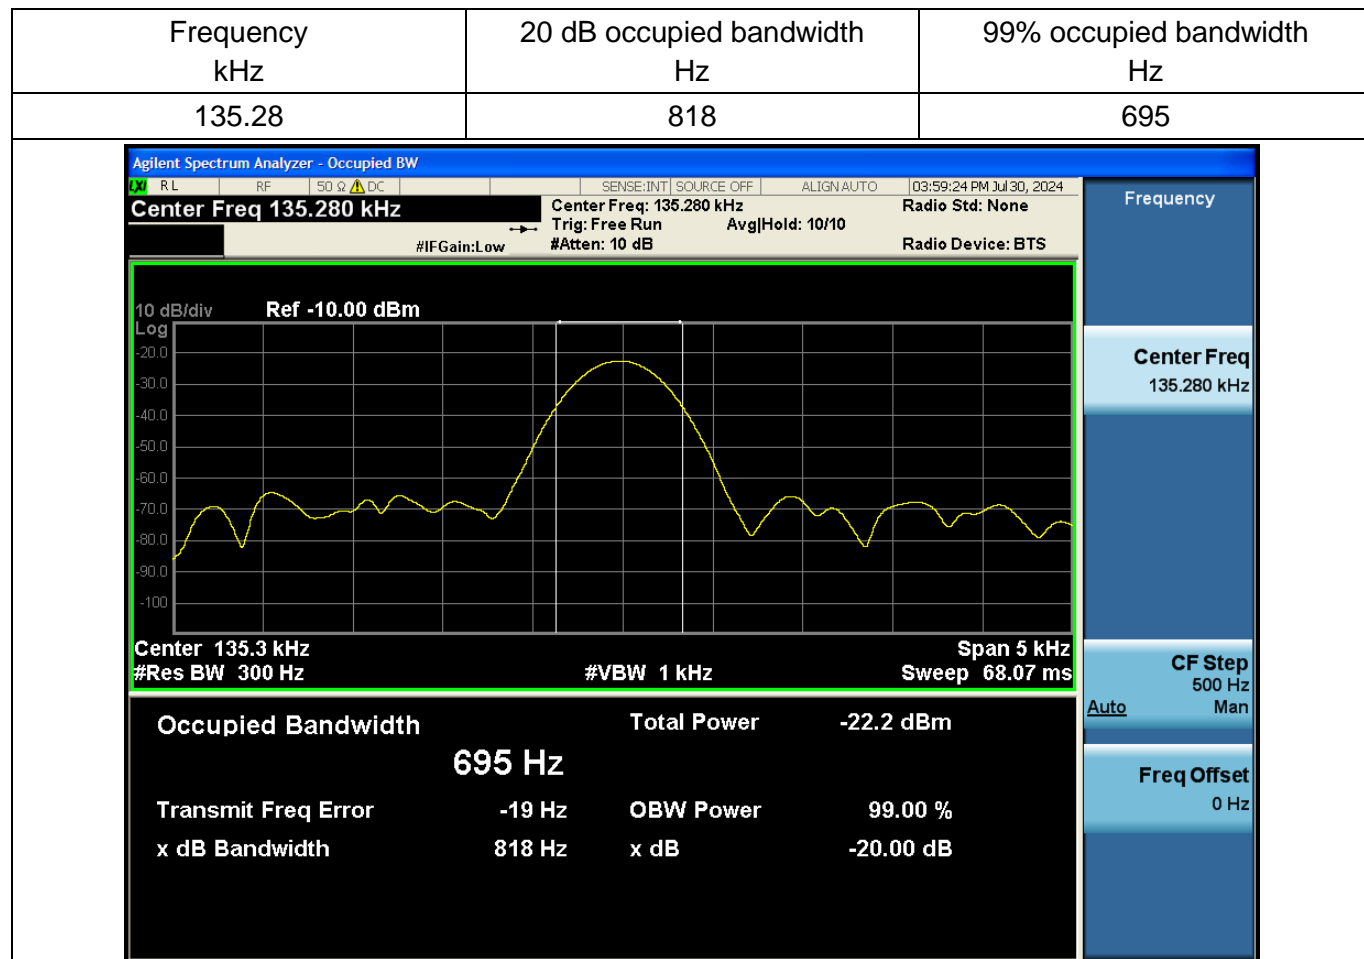 Frequency 20 dB occupied bandwidth 99% occupied bandwidth
kHz Hz Hz
135.28 818 695
Agilent Spectrum Analyzer - Occupied BW
LXI RL RF 50 Ω DC SENSE:INT SOURCE OFF ALIGN AUTO 03:59:24 PM Jul 30, 2024
Center Freq 135.280 kHz Center Freq: 135.280 kHz Radio Std: None
Trig: Free Run Avg|Hold: 10/10
#IFGain:Low #Atten: 10 dB Radio Device: BTS
Frequency
10 dB/div Ref -10.00 dBm
Log
-20.0
-30.0
-40.0
-50.0
-60.0
-70.0
-80.0
-90.0
-100
Center 135.3 kHz Span 5 kHz
#Res BW 300 Hz #VBW 1 kHz Sweep 68.07 ms
Occupied Bandwidth Total Power -22.2 dBm
695 Hz
Transmit Freq Error -19 Hz OBW Power 99.00 %
x dB Bandwidth 818 Hz x dB -20.00 dB
Center Freq
135.280 kHz
CF Step
500 Hz
Auto Man
Freq Offset
0 Hz